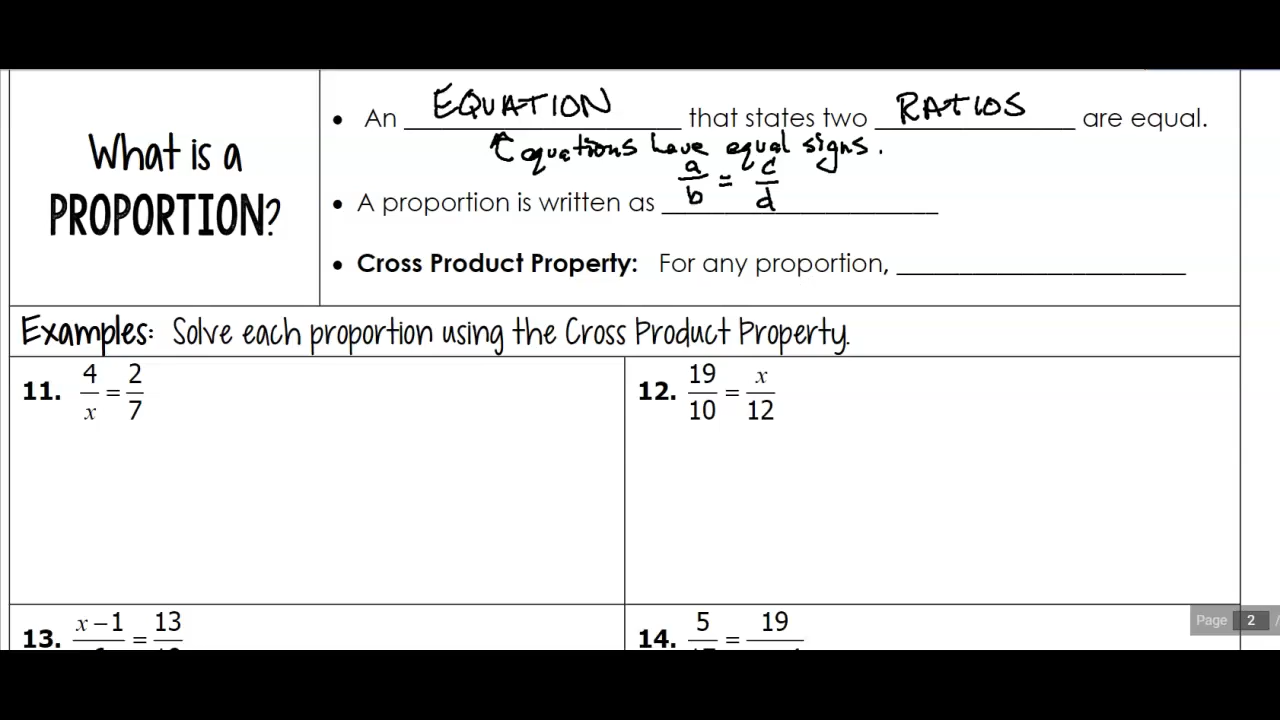 What is a
PROPORTION?
• An EQUATION that states two RATIOS are equal.
equations have equal signs.
• A proportion is written as a/b = c/d
• Cross Product Property: For any proportion, ____________
Examples: Solve each proportion using the Cross Product Property.
11. 4/x = 2/7
12. 19/10 = x/12
13. x – 1 = 13
14. 5 = 19
Page 2 /